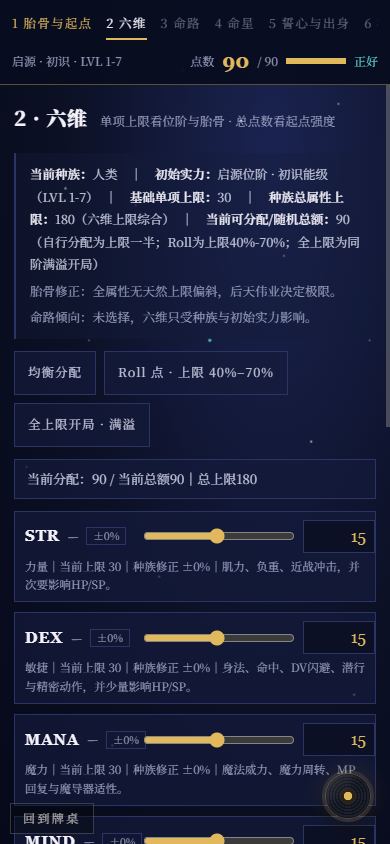 1 胎骨与起点 2 六维 3 命路 4 命星 5 誓心与出身 6
启源 · 初识 · LVL 1-7 点数 90 / 90 正好
2 · 六维 单项上限看位阶与胎骨 · 总点数看起点强度
当前种族：人类 | 初始实力：启源位阶 · 初识能级
（LVL 1-7） | 基础单项上限：30 | 种族总属性上
限：180（六维上限综合） | 当前可分配/随机总额：90
（自行分配为上限一半；Roll为上限40%-70%；全上限为同
阶满溢开局）
胎骨修正：全属性无天然上限偏斜，后天伟业决定极限。
命路倾向：未选择，六维只受种族与初始实力影响。
均衡分配 Roll 点 · 上限 40%–70%
全上限开局 · 满溢
当前分配：90 / 当前总额90 | 总上限180
STR — ±0% 15
力量 | 当前上限 30 | 种族修正 ±0% | 肌力、负重、近战冲击，并
次要影响HP/SP。
DEX — ±0% 15
敏捷 | 当前上限 30 | 种族修正 ±0% | 身法、命中、DV闪避、潜行
与精密动作，并少量影响HP/SP。
MANA — ±0% 15
魔力 | 当前上限 30 | 种族修正 ±0% | 魔法威力、魔力周转、MP
回复与魔导器适性。
回到牌桌
MIND — ±0% 15